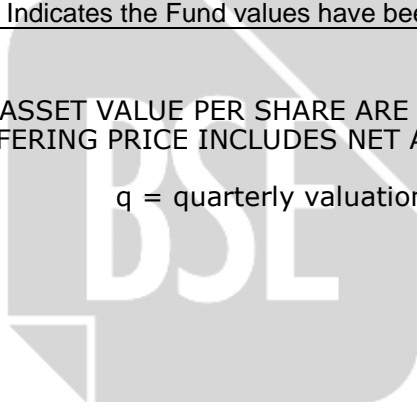 Indicates the Fund values have bee
ASSET VALUE PER SHARE ARE
FERING PRICE INCLUDES NET A
q = quarterly valuation
BSE